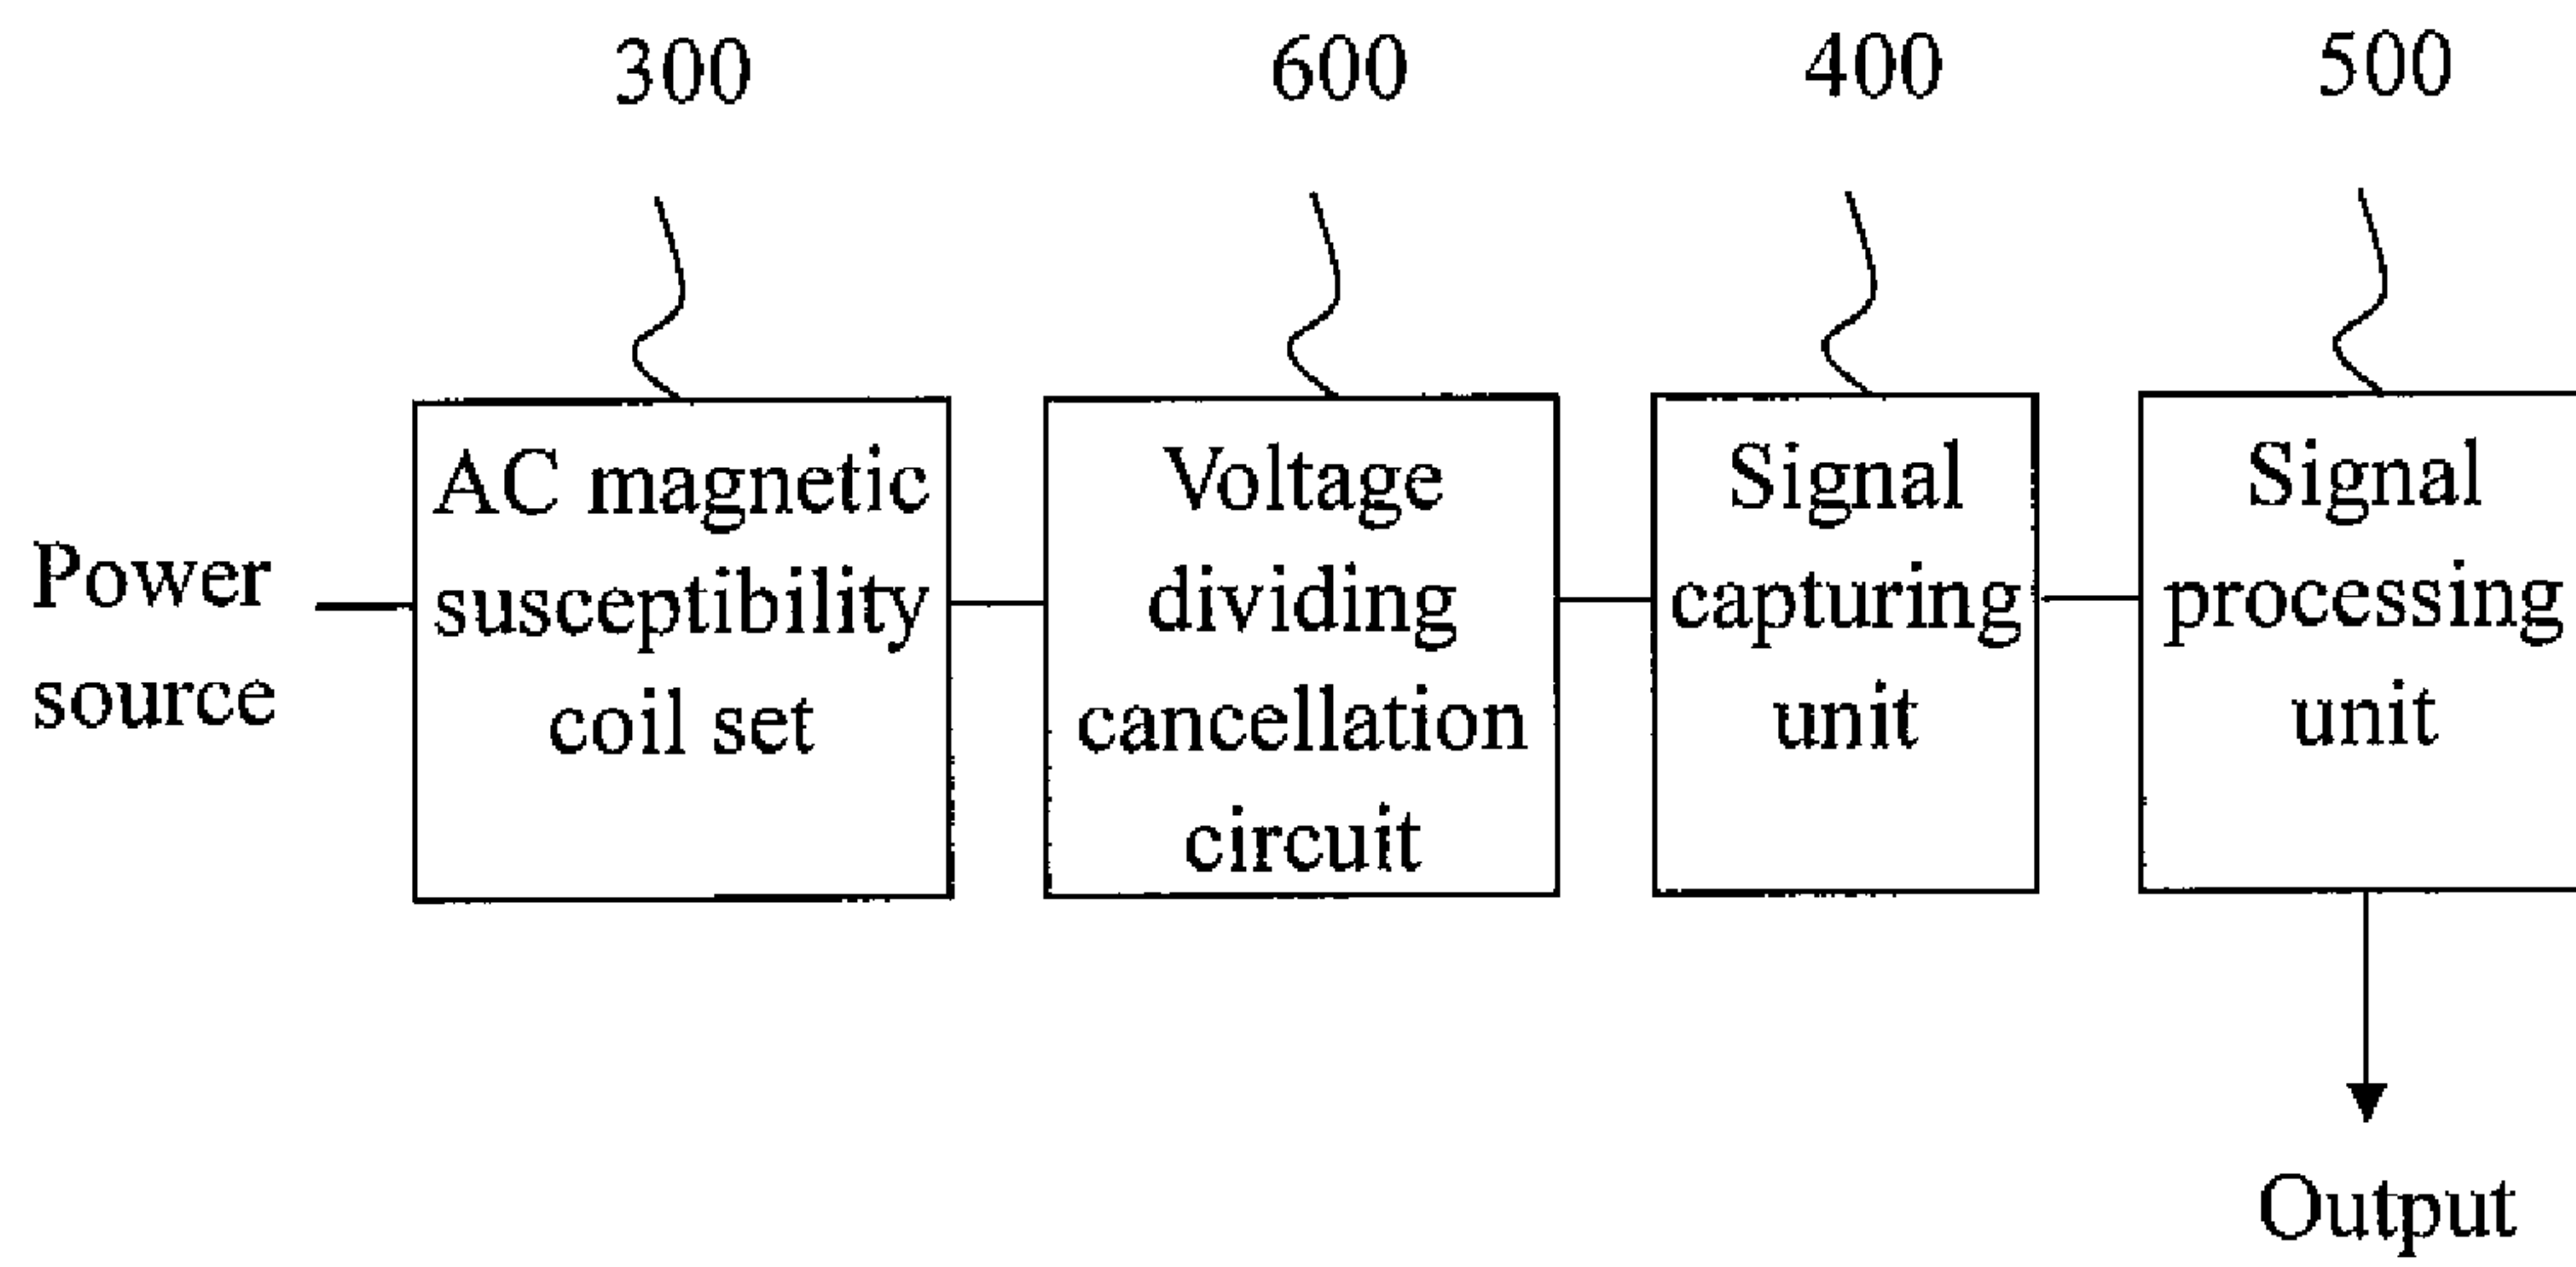 300
600
400
500
Power
source
AC magnetic
susceptibility
coil set
Voltage
dividing
cancellation
circuit
Signal
capturing
unit
Signal
processing
unit
Output